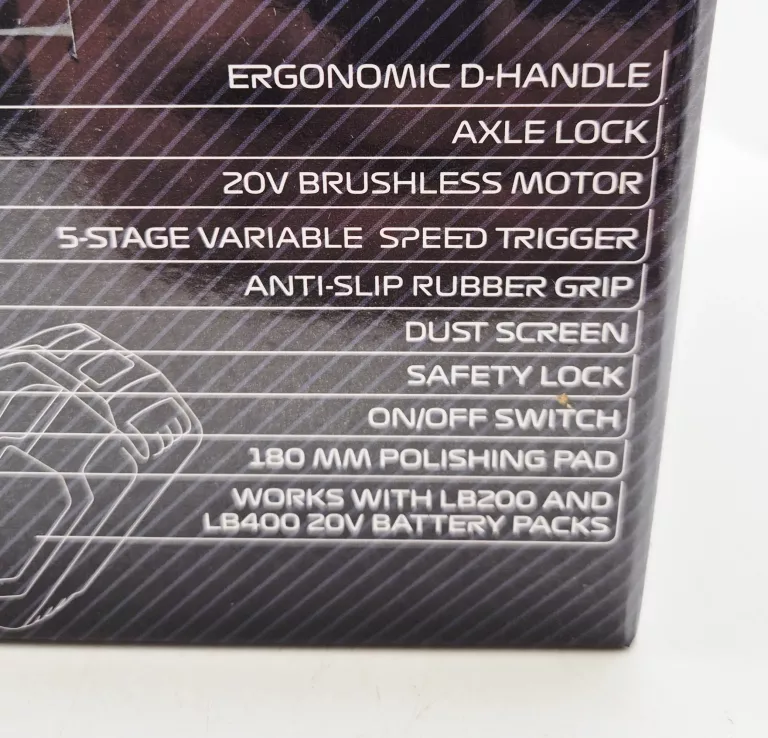 ERGONOMIC D-HANDLE
AXLE LOCK
20V BRUSHLESS MOTOR
5-STAGE VARIABLE SPEED TRIGGER
ANTI-SLIP RUBBER GRIP
DUST SCREEN
SAFETY LOCK
ON/OFF SWITCH
180 MM POLISHING PAD
WORKS WITH LB200 AND
LB400 20V BATTERY PACKS